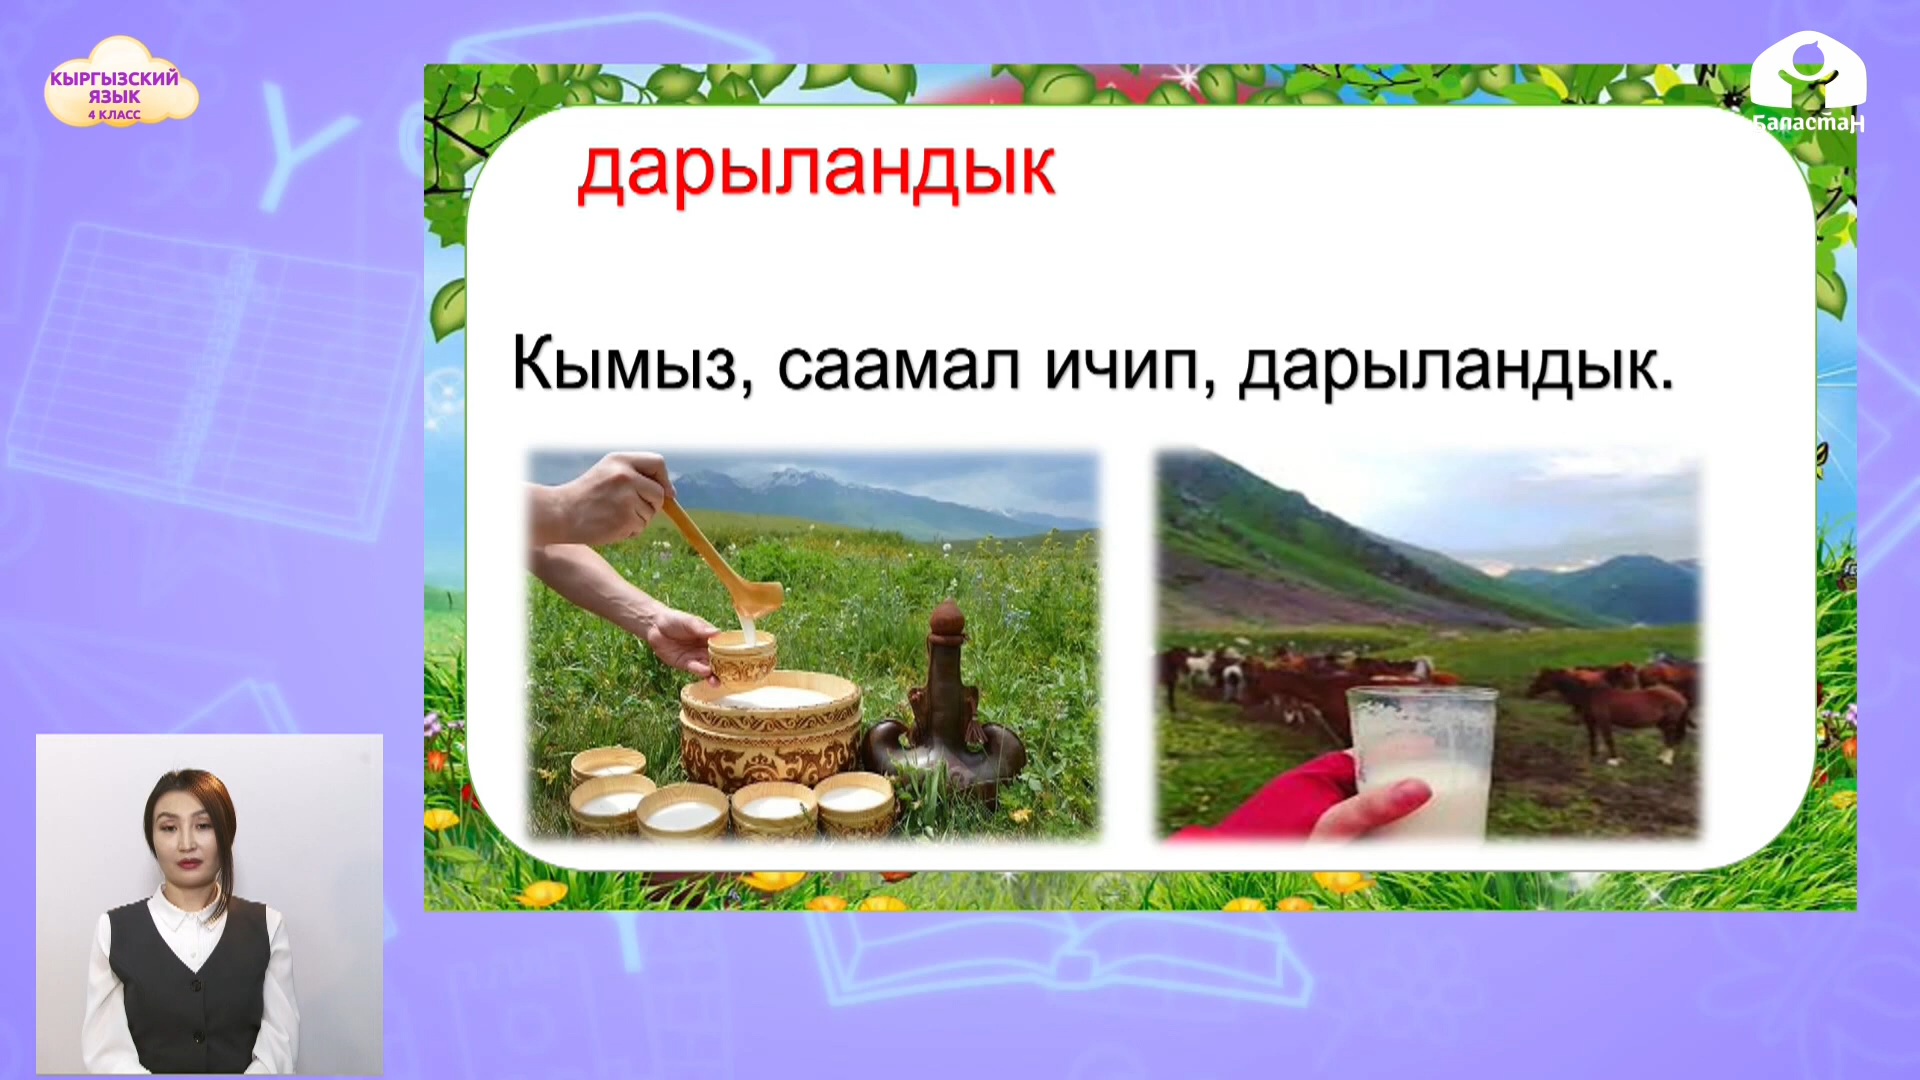 КЫРГЫЗСКИЙ
ЯЗЫК
4 КЛАСС
Баластан
дарыландык
Кымыз, саамал ичип, дарыландык.